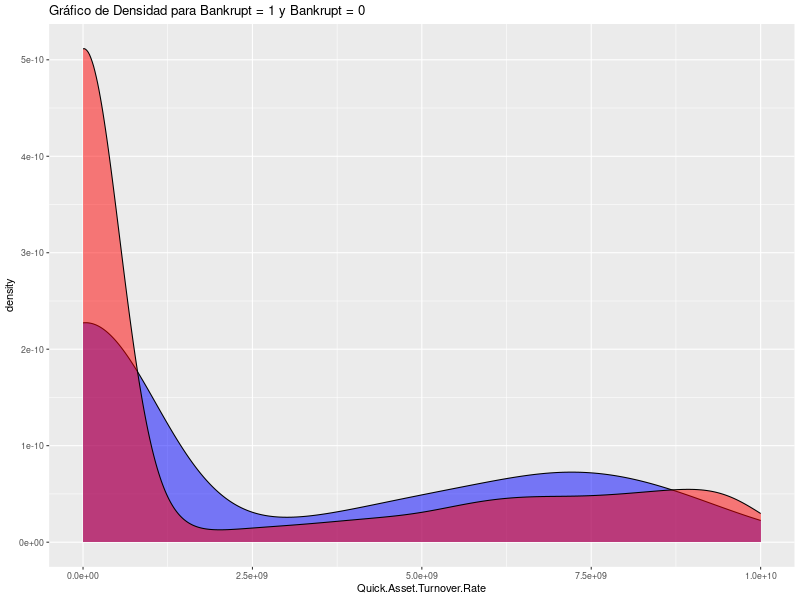 Gráfico de Densidad para Bankrupt = 1 y Bankrupt = 0
5e-10
4e-10
3e-10
2e-10
1e-10
0e+00
density
0.0e+00 2.5e+09 5.0e+09 7.5e+09 1.0e+10
Quick.Asset.Turnover.Rate